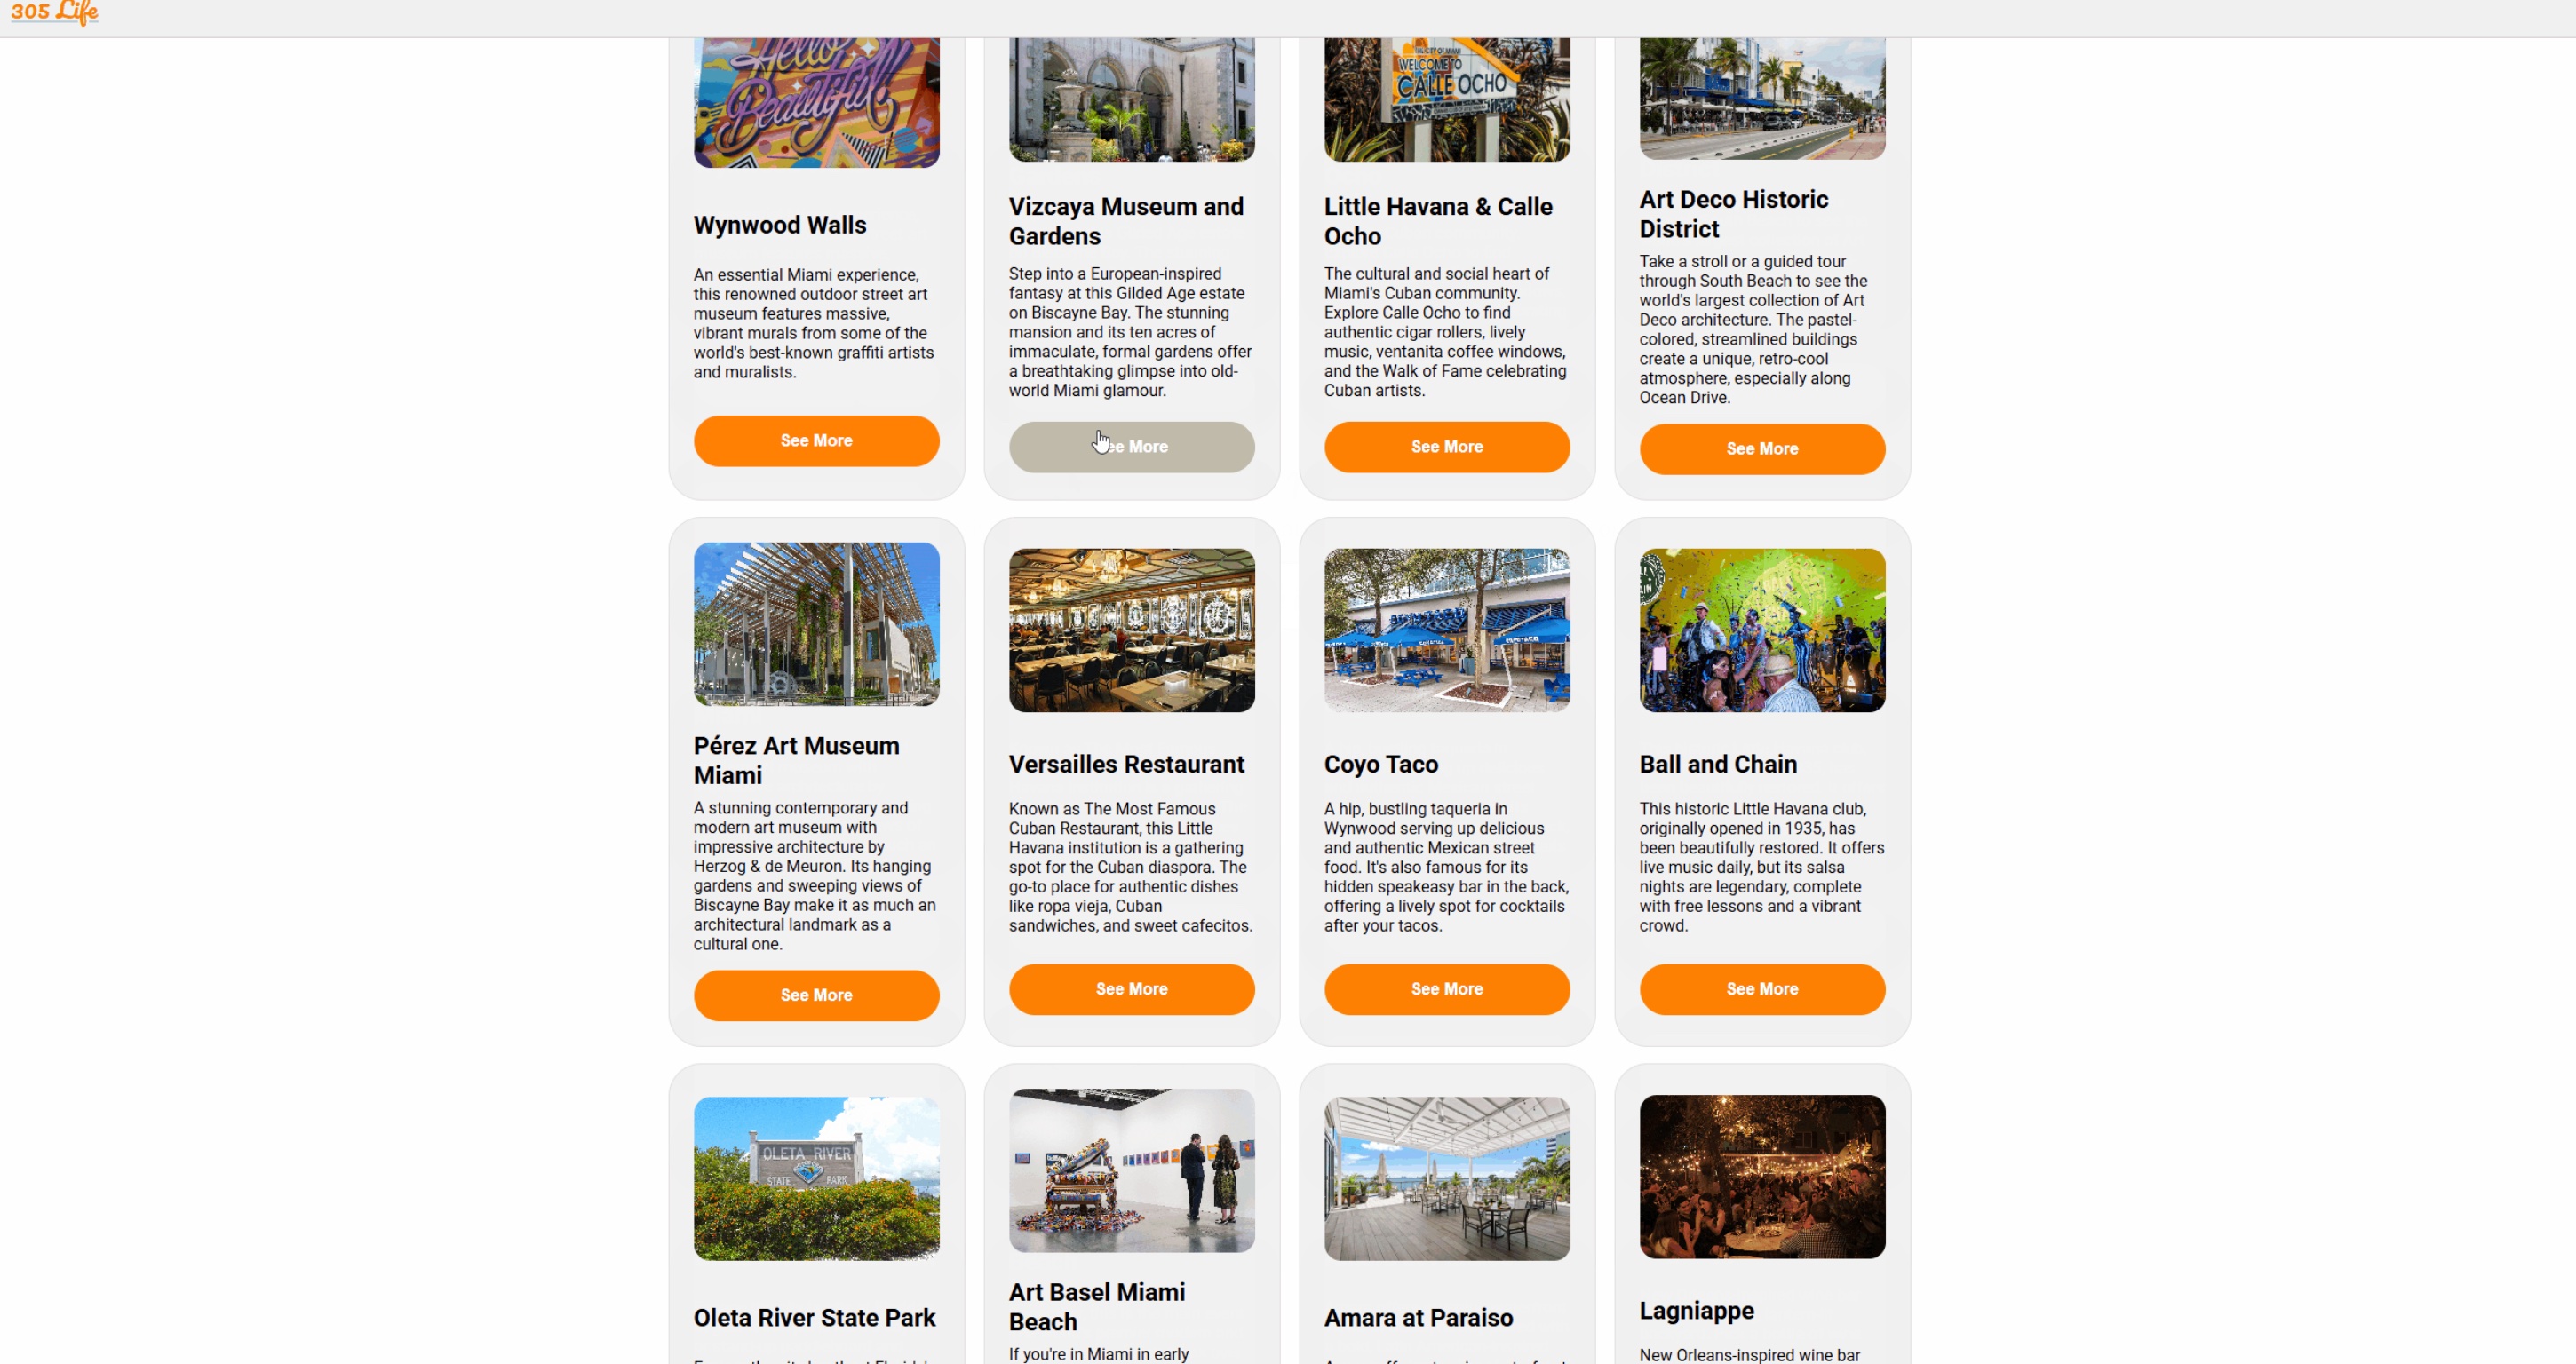 305 Life
Hello
Beautiful
THE CITY OF MIAMI
WELCOME TO
CALLE OCHO
Wynwood Walls
An essential Miami experience,
this renowned outdoor street art
museum features massive,
vibrant murals from some of the
world's best-known graffiti artists
and muralists.
See More
Vizcaya Museum and
Gardens
Step into a European-inspired
fantasy at this Gilded Age estate
on Biscayne Bay. The stunning
mansion and its ten acres of
immaculate, formal gardens offer
a breathtaking glimpse into old-
world Miami glamour.
See More
Little Havana & Calle
Ocho
The cultural and social heart of
Miami's Cuban community.
Explore Calle Ocho to find
authentic cigar rollers, lively
music, ventanita coffee windows,
and the Walk of Fame celebrating
Cuban artists.
See More
Art Deco Historic
District
Take a stroll or a guided tour
through South Beach to see the
world's largest collection of Art
Deco architecture. The pastel-
colored, streamlined buildings
create a unique, retro-cool
atmosphere, especially along
Ocean Drive.
See More
Pérez Art Museum
Miami
A stunning contemporary and
modern art museum with
impressive architecture by
Herzog & de Meuron. Its hanging
gardens and sweeping views of
Biscayne Bay make it as much an
architectural landmark as a
cultural one.
See More
Versailles Restaurant
Known as The Most Famous
Cuban Restaurant, this Little
Havana institution is a gathering
spot for the Cuban diaspora. The
go-to place for authentic dishes
like ropa vieja, Cuban
sandwiches, and sweet cafecitos.
See More
Coyo Taco
A hip, bustling taqueria in
Wynwood serving up delicious
and authentic Mexican street
food. It's also famous for its
hidden speakeasy bar in the back,
offering a lively spot for cocktails
after your tacos.
See More
Ball and Chain
This historic Little Havana club,
originally opened in 1935, has
been beautifully restored. It offers
live music daily, but its salsa
nights are legendary, complete
with free lessons and a vibrant
crowd.
See More
OLETA RIVER
STATE PARK
Oleta River State Park
Art Basel Miami
Beach
If you're in Miami in early
Amara at Paraiso
Lagniappe
New Orleans-inspired wine bar